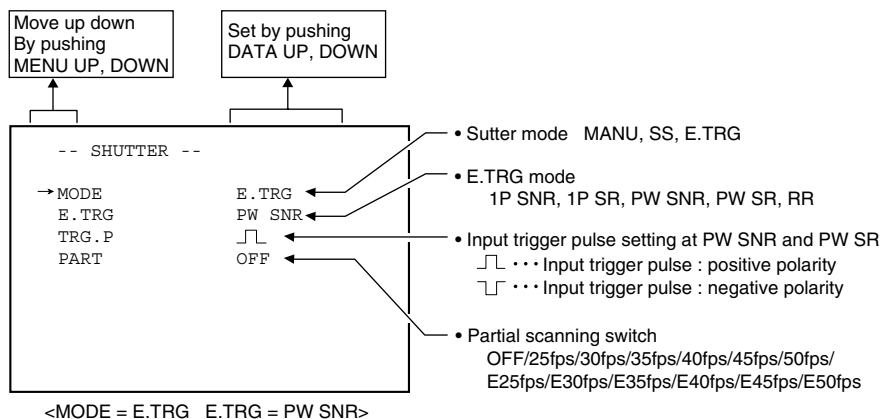 Move up down
By pushing
MENU UP, DOWN
Set by pushing
DATA UP, DOWN
-- SHUTTER --
→MODE E.TRG
E.TRG PW SNR
TRG.P
PART OFF
• Sutter mode MANU, SS, E.TRG
• E.TRG mode
1P SNR, 1P SR, PW SNR, PW SR, RR
• Input trigger pulse setting at PW SNR and PW SR
･･･Input trigger pulse : positive polarity
･･･Input trigger pulse : negative polarity
• Partial scanning switch
OFF/25fps/30fps/35fps/40fps/45fps/50fps/
E25fps/E30fps/E35fps/E40fps/E45fps/E50fps
<MODE = E.TRG E.TRG = PW SNR>